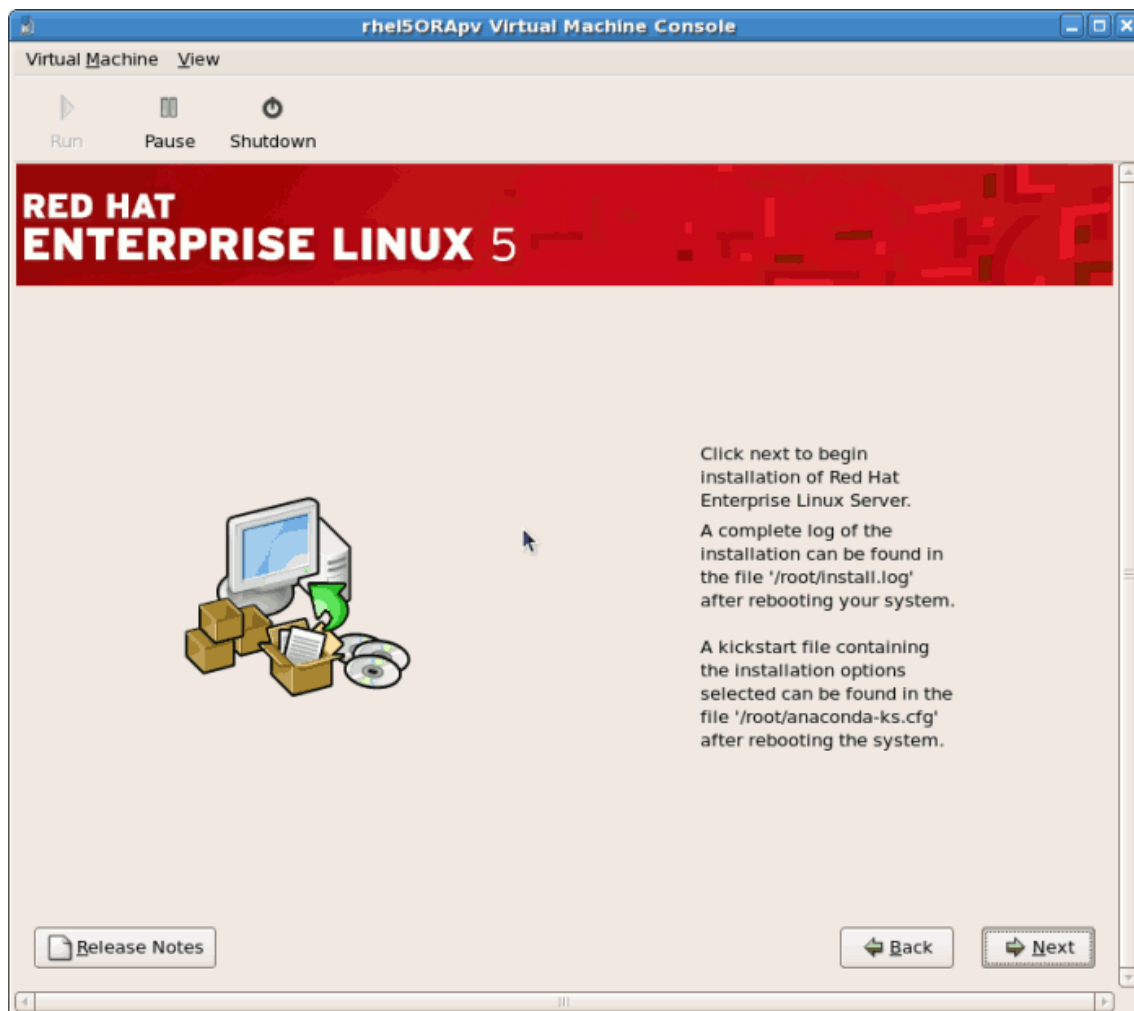 rhel5ORApv Virtual Machine Console
Virtual Machine View
Run Pause Shutdown
RED HAT
ENTERPRISE LINUX 5
Click next to begin
installation of Red Hat
Enterprise Linux Server.
A complete log of the
installation can be found in
the file '/root/install.log'
after rebooting your system.
A kickstart file containing
the installation options
selected can be found in the
file '/root/anaconda-ks.cfg'
after rebooting the system.
Release Notes Back Next